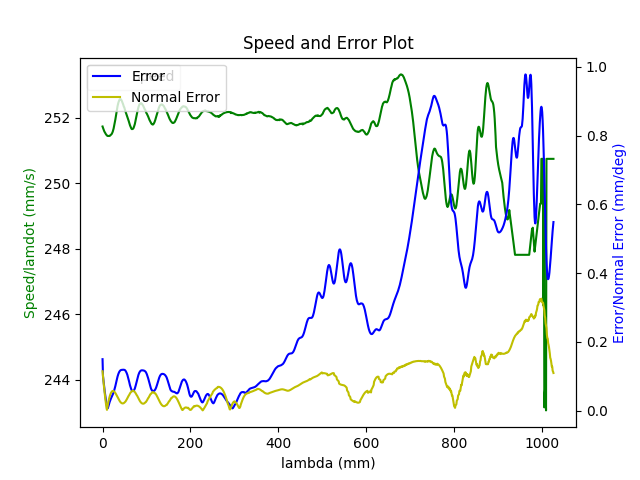 Speed and Error Plot
Error
Normal Error
252
250
248
246
244
1.0
0.8
0.6
0.4
0.2
0.0
0
200
400
600
800
1000
Speed/lamdot (mm/s)
Error/Normal Error (mm/deg)
lambda (mm)